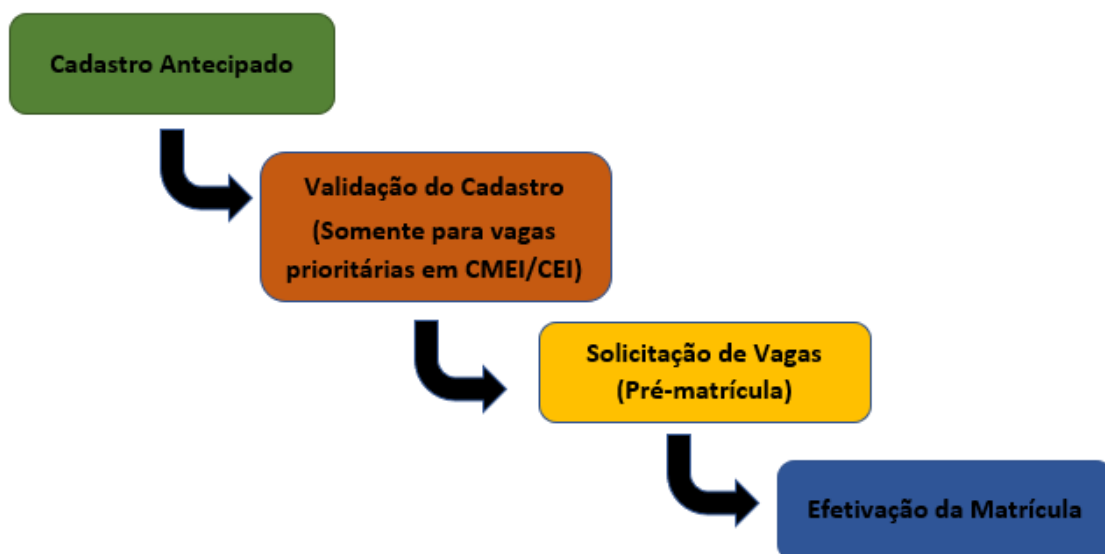 Cadastro Antecipado
Validação do Cadastro
(Somente para vagas
prioritárias em CMEI/CEI)
Solicitação de Vagas
(Pré-matrícula)
Efetivação da Matrícula